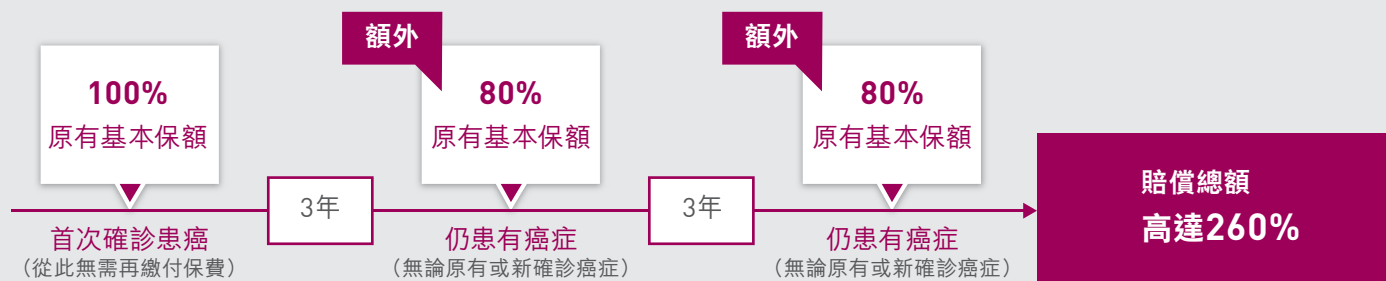 額外
100%
原有基本保額
首次確診患癌
（從此無需再繳付保費）
3年
額外
80%
原有基本保額
仍患有癌症
（無論原有或新確診癌症）
3年
80%
原有基本保額
仍患有癌症
（無論原有或新確診癌症）
賠償總額
高達260%